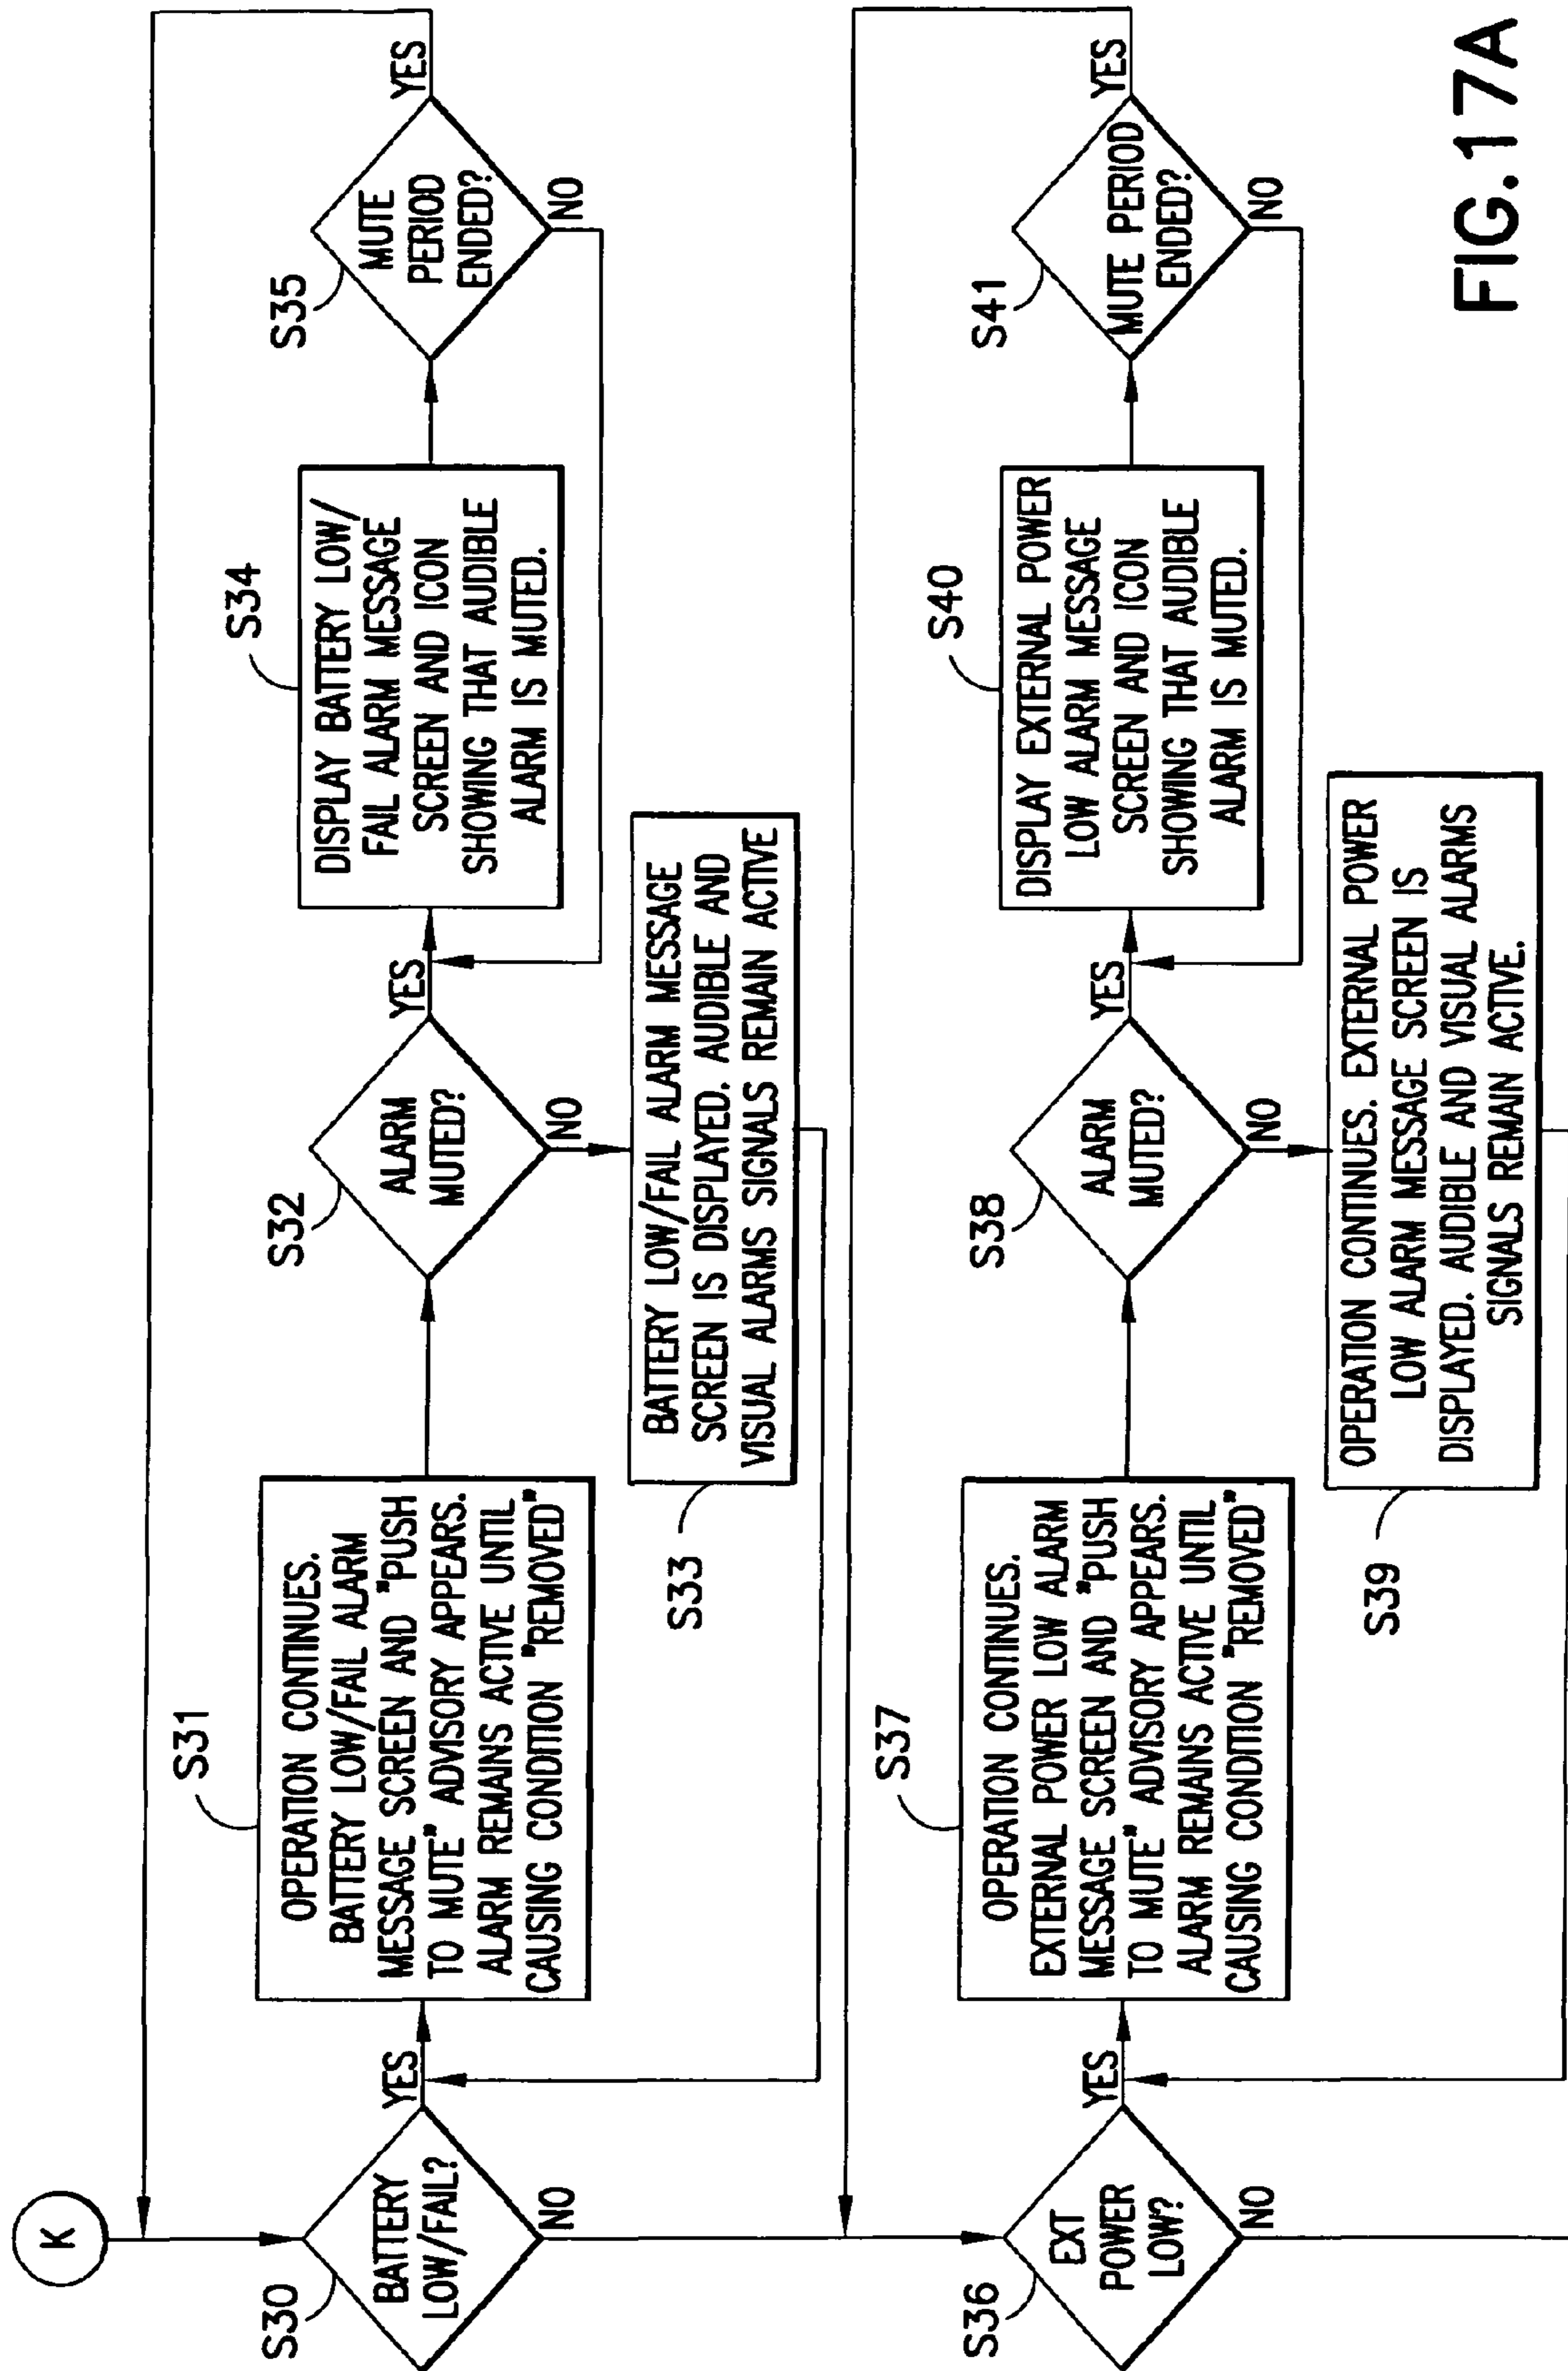 K
S30
BATTERY
LOW/FAIL?
YES
NO
S31
OPERATION CONTINUES.
BATTERY LOW/FAIL ALARM
MESSAGE SCREEN AND "PUSH
TO MUTE" ADVISORY APPEARS.
ALARM REMAINS ACTIVE UNTIL
CAUSING CONDITION "REMOVED"
S32
ALARM
MUTED?
YES
NO
S33
BATTERY LOW/FAIL ALARM MESSAGE
SCREEN IS DISPLAYED. AUDIBLE AND
VISUAL ALARMS SIGNALS REMAIN ACTIVE
S34
DISPLAY BATTERY LOW/
FAIL ALARM MESSAGE
SCREEN AND ICON
SHOWING THAT AUDIBLE
ALARM IS MUTED.
S35
MUTE
PERIOD
ENDED?
YES
NO
S36
EXT
POWER
LOW?
YES
NO
S37
OPERATION CONTINUES.
EXTERNAL POWER LOW ALARM
MESSAGE SCREEN AND "PUSH
TO MUTE" ADVISORY APPEARS.
ALARM REMAINS ACTIVE UNTIL
CAUSING CONDITION "REMOVED"
S38
ALARM
MUTED?
YES
NO
S39
OPERATION CONTINUES. EXTERNAL POWER
LOW ALARM MESSAGE SCREEN IS
DISPLAYED. AUDIBLE AND VISUAL ALARMS
SIGNALS REMAIN ACTIVE.
S40
DISPLAY EXTERNAL POWER
LOW ALARM MESSAGE
SCREEN AND ICON
SHOWING THAT AUDIBLE
ALARM IS MUTED.
S41
MUTE PERIOD
ENDED?
YES
NO
FIG.17A